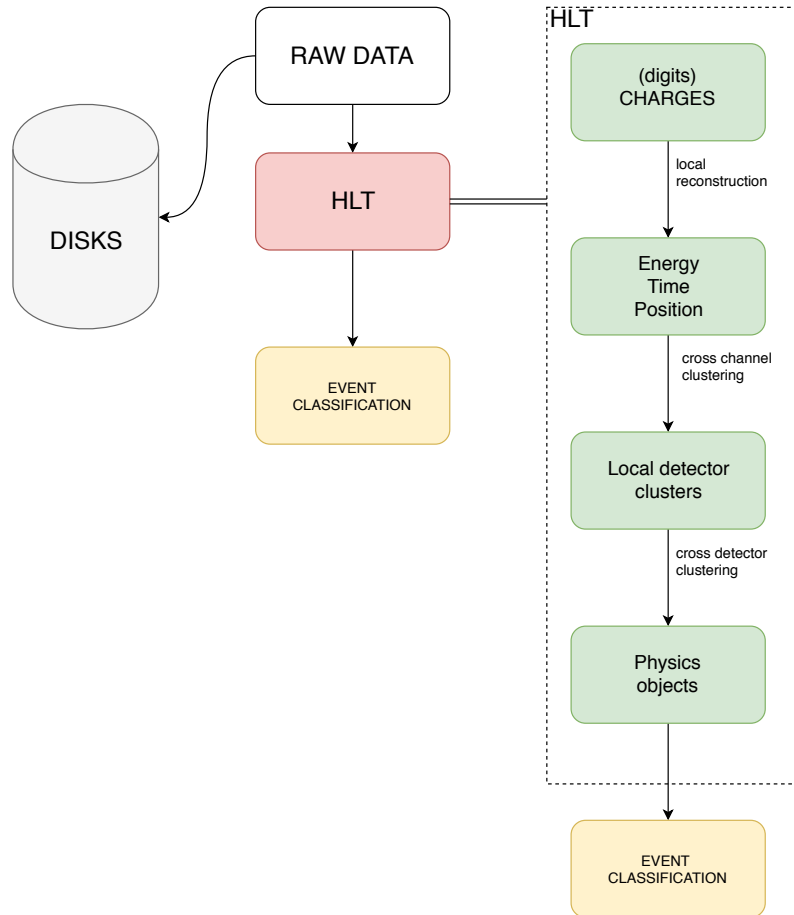 RAW DATA
DISKS
HLT
EVENT
CLASSIFICATION
HLT
(digits)
CHARGES
local
reconstruction
Energy
Time
Position
cross channel
clustering
Local detector
clusters
cross detector
clustering
Physics
objects
EVENT
CLASSIFICATION